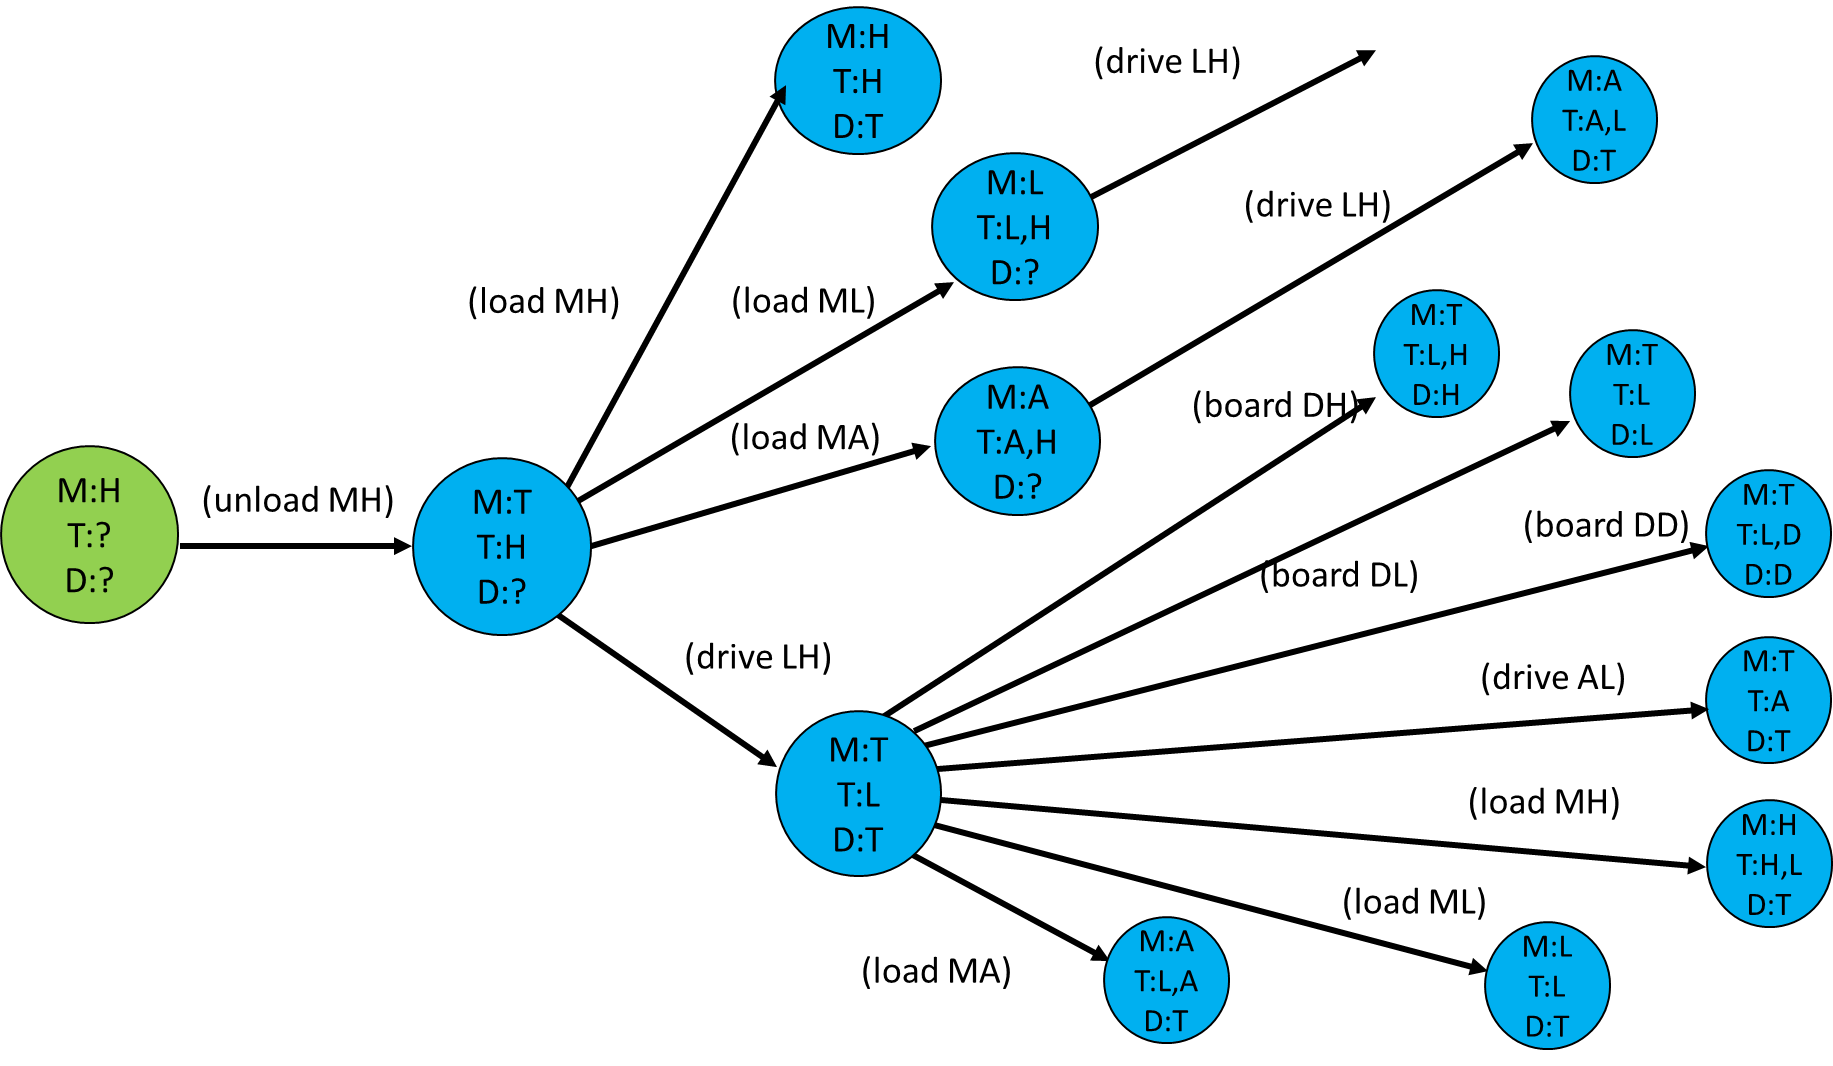 M:H
T:?
D:?
(unload MH)
M:T
T:H
D:?
(load MH)
M:H
T:H
D:T
(load ML)
M:L
T:L,H
D:?
(drive LH)
(load MA)
M:A
T:A,H
D:?
(drive LH)
M:A
T:A,L
D:T
(drive LH)
M:T
T:L
D:T
(board DH)
M:T
T:L,H
D:H
(board DL)
M:T
T:L
D:L
(board DD)
M:T
T:L,D
D:D
(drive AL)
M:T
T:A
D:T
(load MH)
M:H
T:H,L
D:T
(load ML)
M:L
T:L
D:T
(load MA)
M:A
T:L,A
D:T